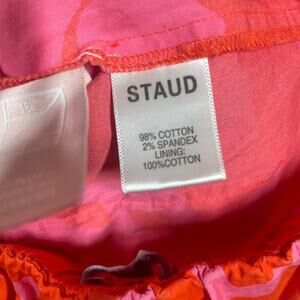 STAUD
98% COTTON
2% SPANDEX
LINING:
100%COTTON